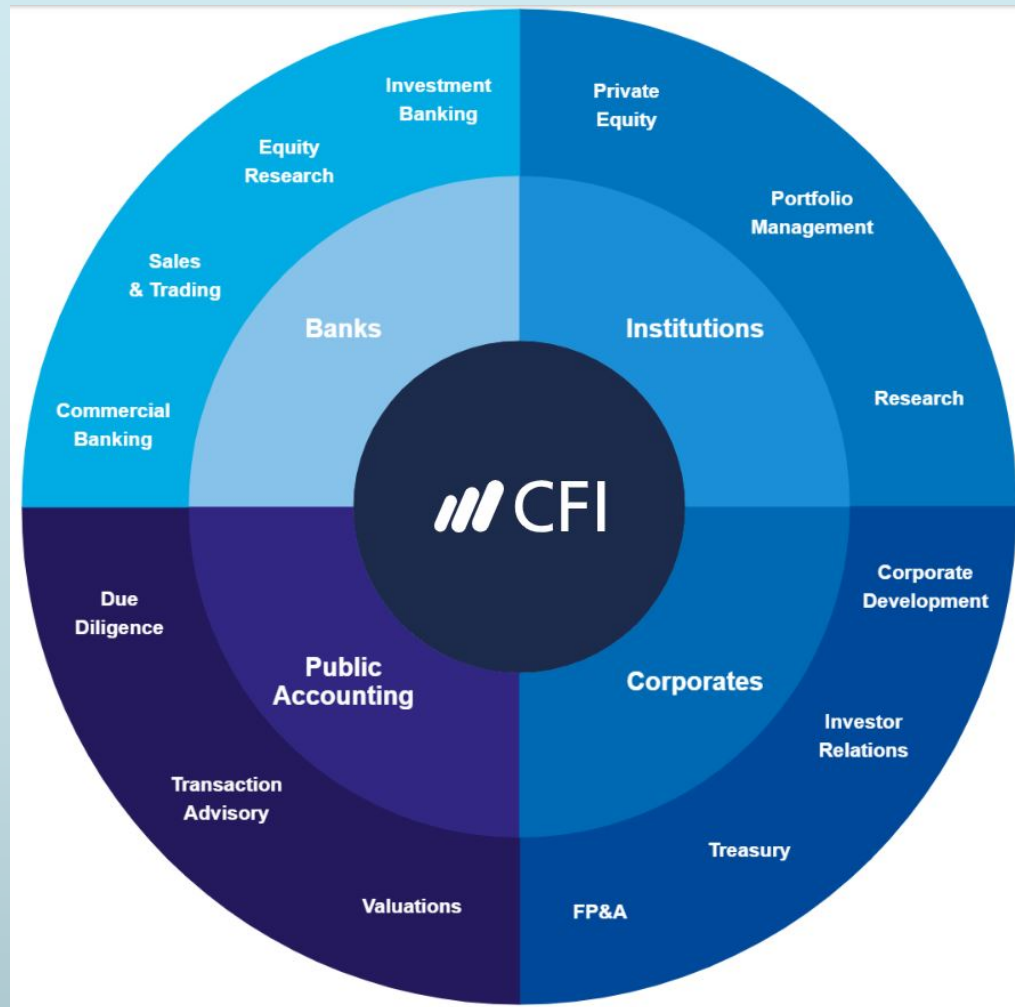 Investment
Banking
Equity
Research
Sales
& Trading
Commercial
Banking
Banks
Private
Equity
Portfolio
Management
Research
Institutions
CFI
Due
Diligence
Transaction
Advisory
Valuations
Public
Accounting
Corporate
Development
Investor
Relations
Treasury
FP&A
Corporates